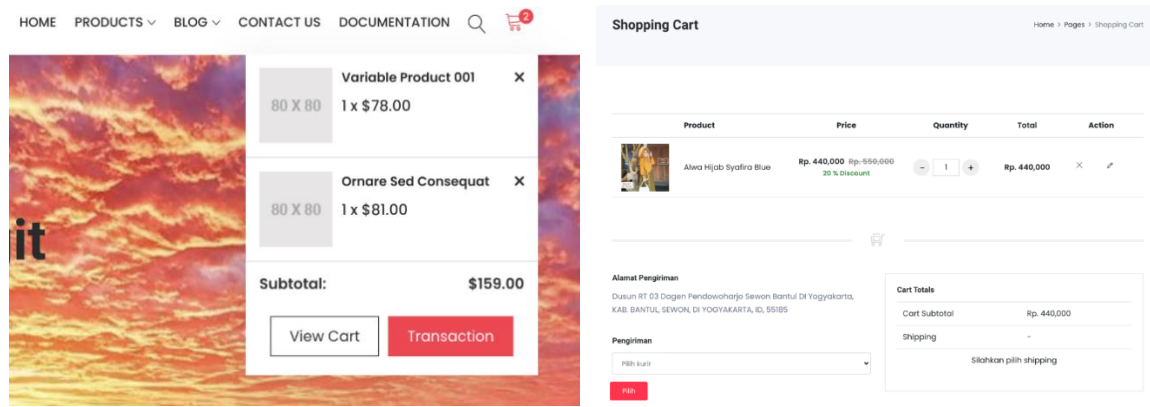 HOME PRODUCTS BLOG CONTACT US DOCUMENTATION 2
Variable Product 001 ×
80 X 80
1 x $78.00
Ornare Sed Consequat ×
80 X 80
1 x $81.00
it
Subtotal: $159.00
View Cart Transaction
Shopping Cart
Home > Pages > Shopping Cart
Product Price Quantity Total Action
Alwa Hijab Syafira Blue
Rp. 440,000 Rp. 550,000
20 % Discount
- 1 +
Rp. 440,000
×
Alamat Pengiriman
Dusun RT 03 Dagen Pendowoharjo Sewon Bantul DI Yogyakarta,
KAB. BANTUL, SEWON, DI YOGYAKARTA, ID, 55185
Pengiriman
Pilih kurir
Pilih
Cart Totals
Cart Subtotal Rp. 440,000
Shipping -
Silahkan pilih shipping